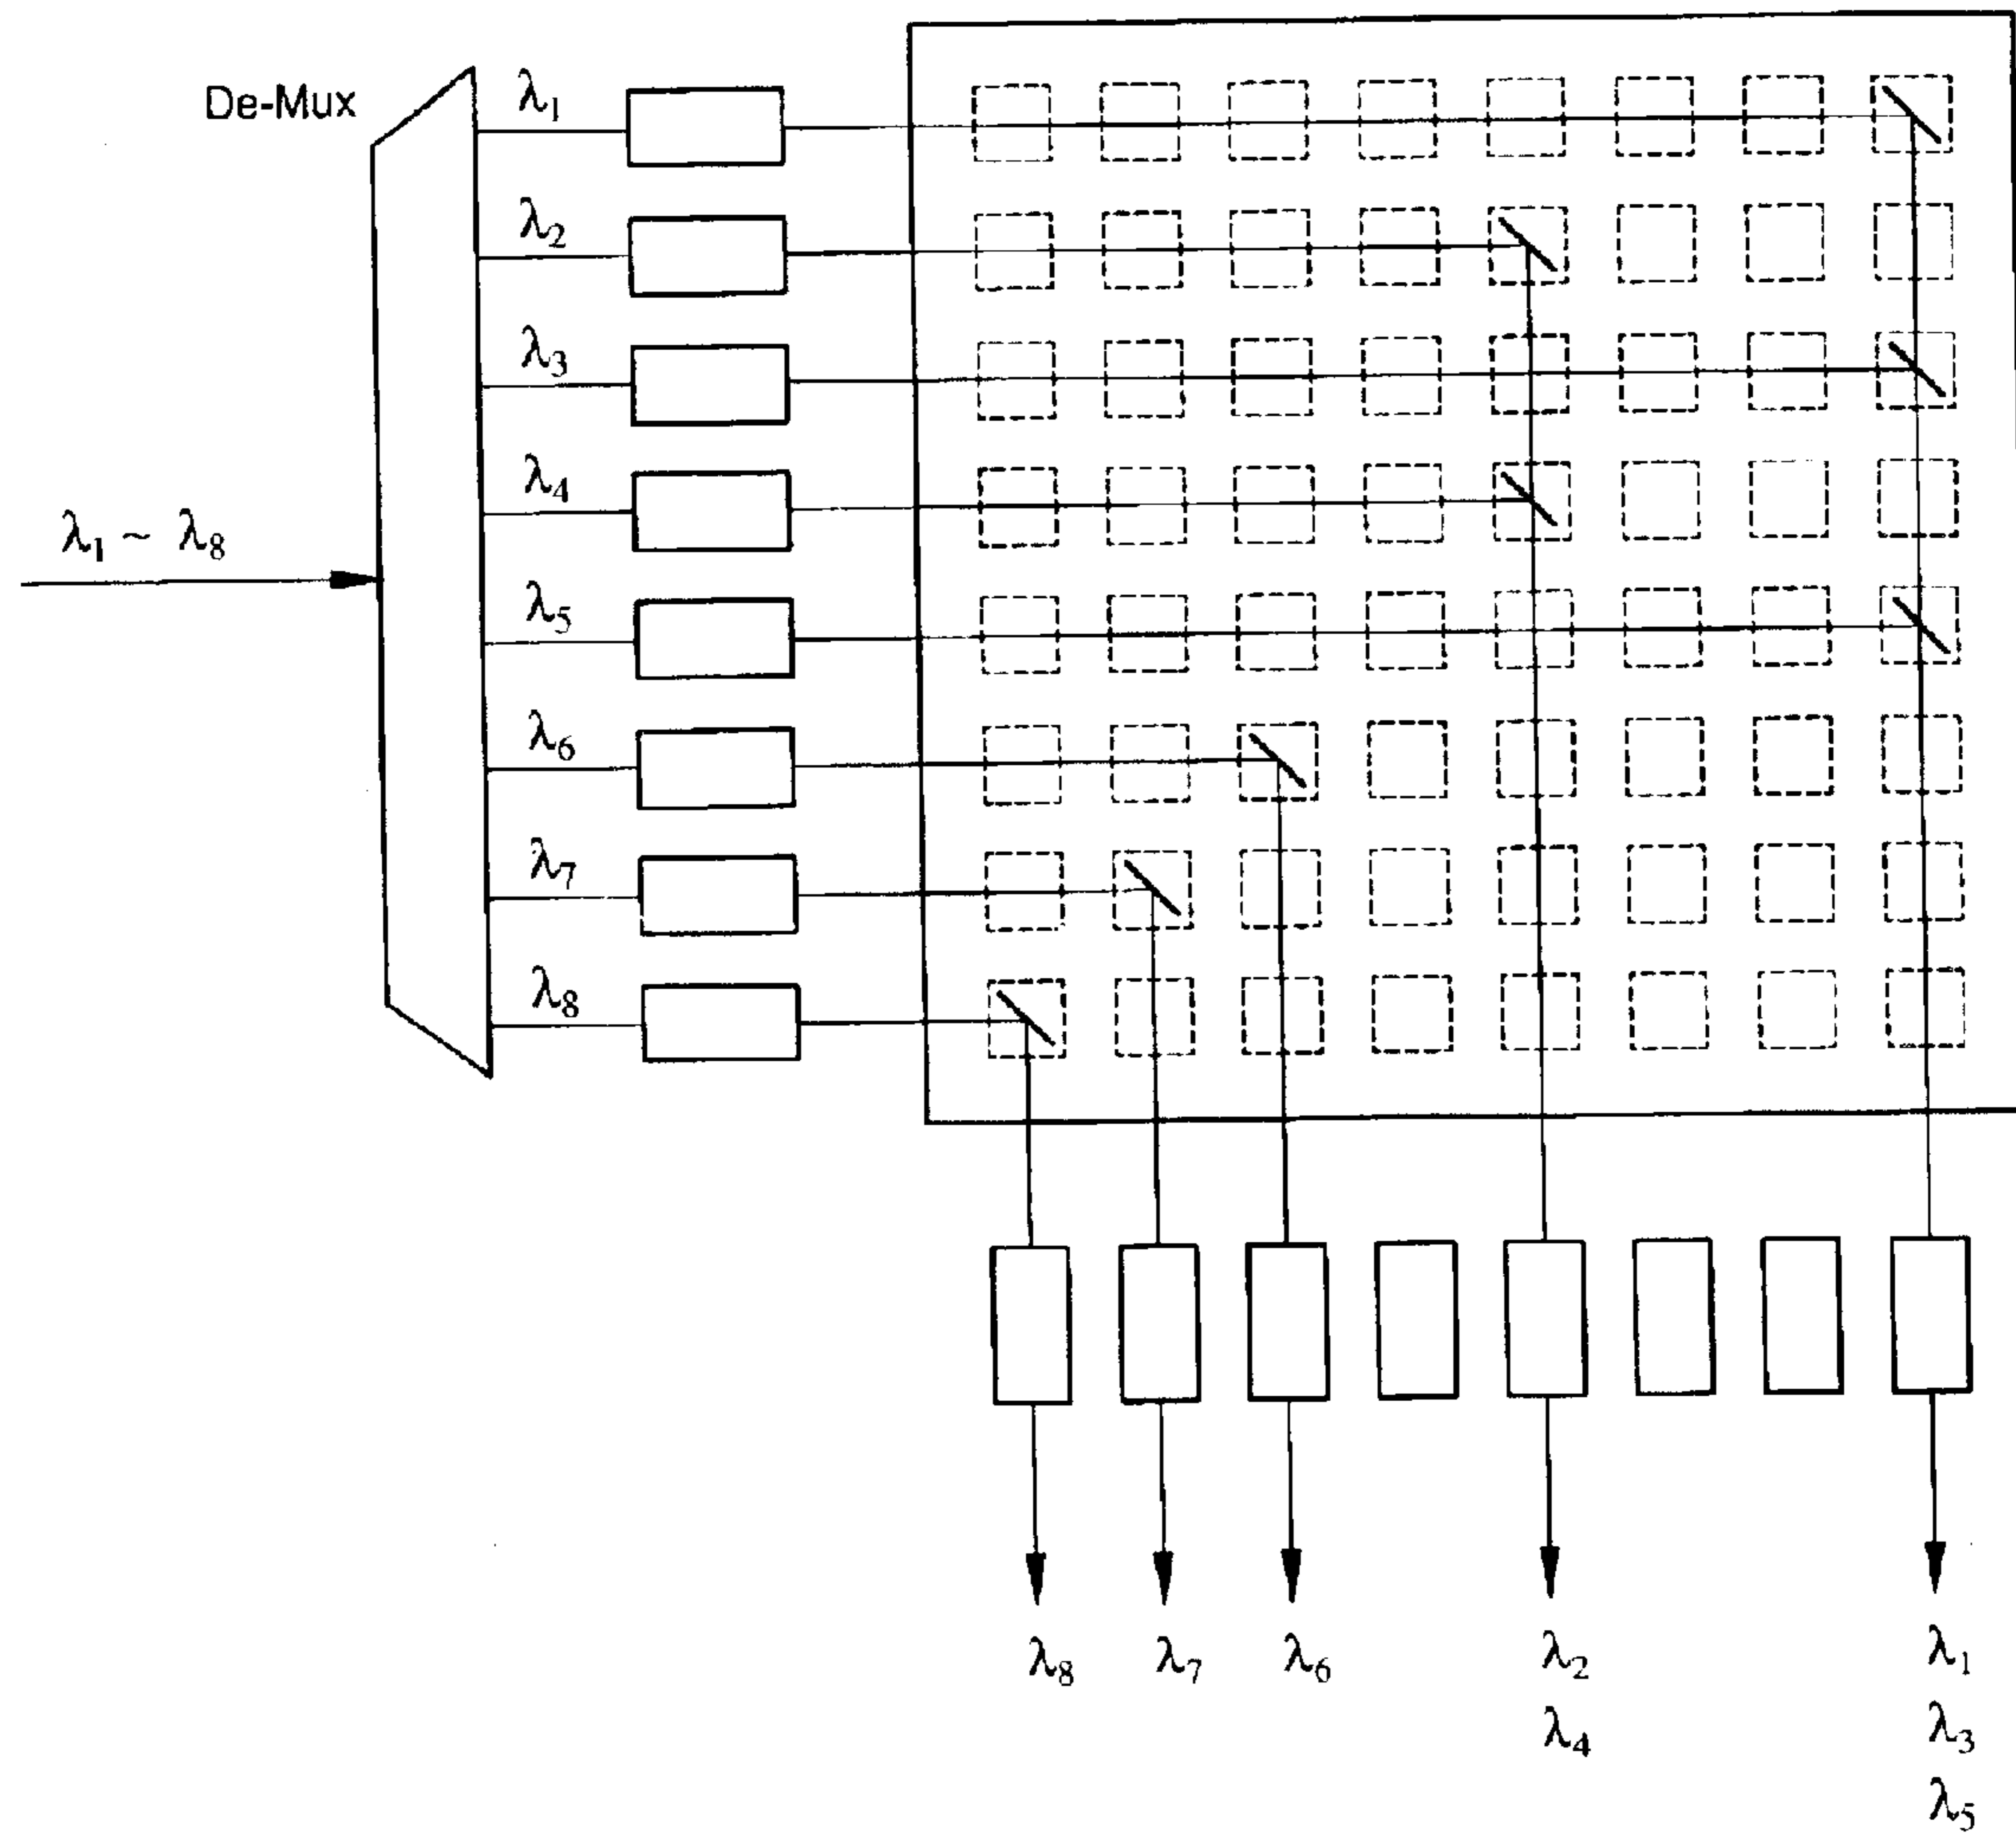 De-Mux
λ₁
λ₂
λ₃
λ₄
λ₁ ~ λ₈
λ₅
λ₆
λ₇
λ₈
λ₈ λ₇ λ₆ λ₂ λ₁
λ₄ λ₃
λ₅